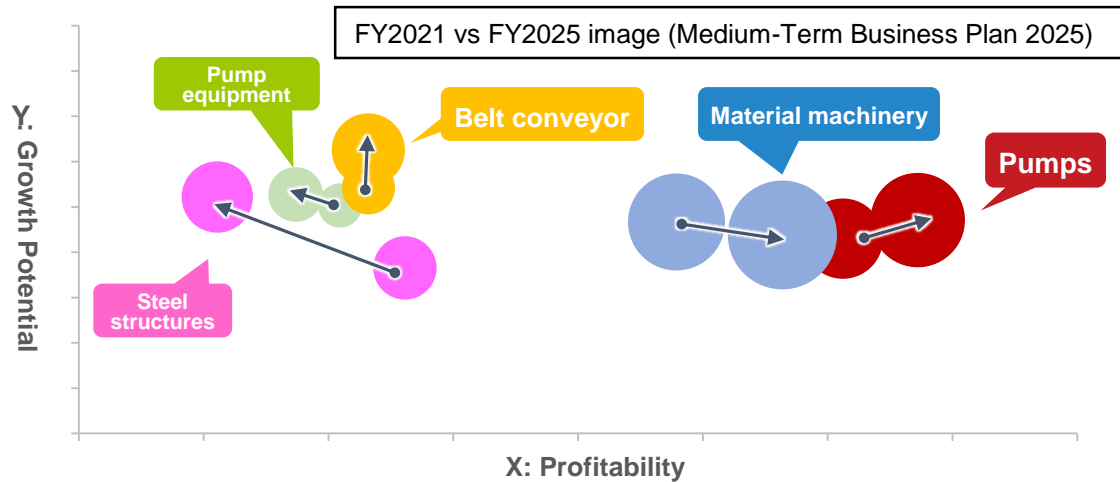 FY2021 vs FY2025 image (Medium-Term Business Plan 2025)
Pump
equipment
Belt conveyor
Material machinery
Pumps
Steel
structures
Y: Growth Potential
X: Profitability